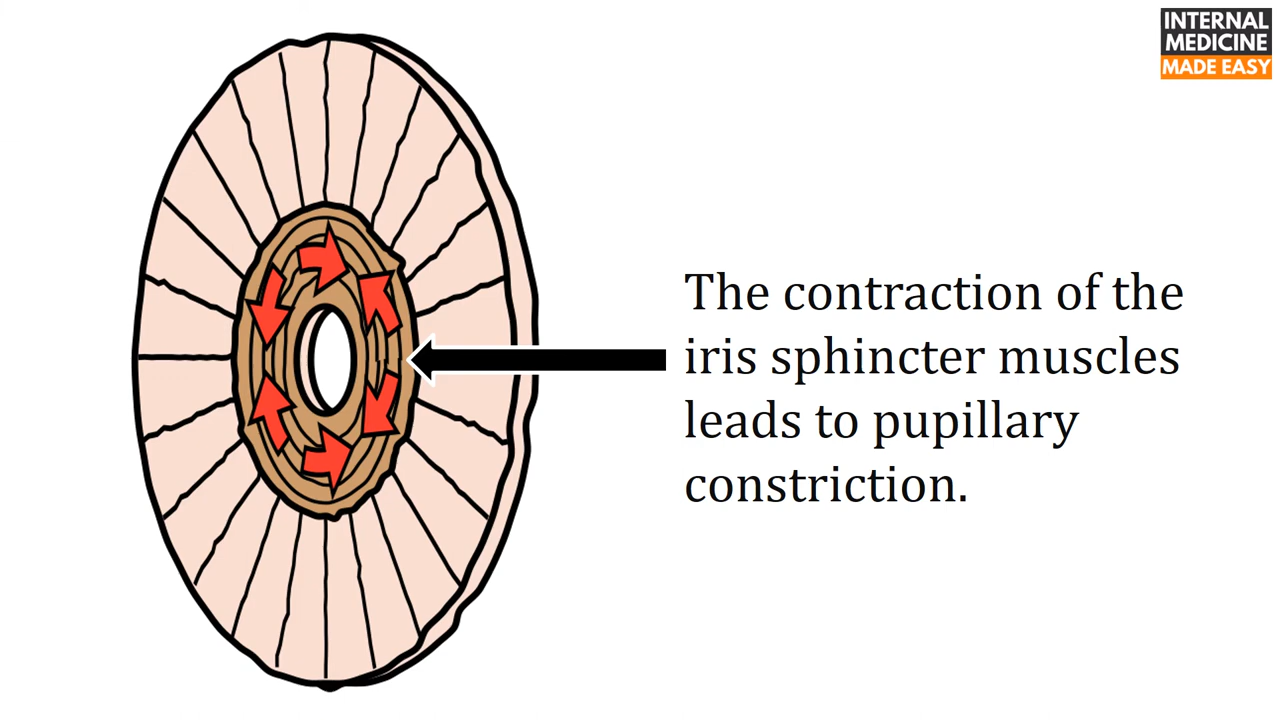 INTERNAL
MEDICINE
MADE EASY
The contraction of the
iris sphincter muscles
leads to pupillary
constriction.